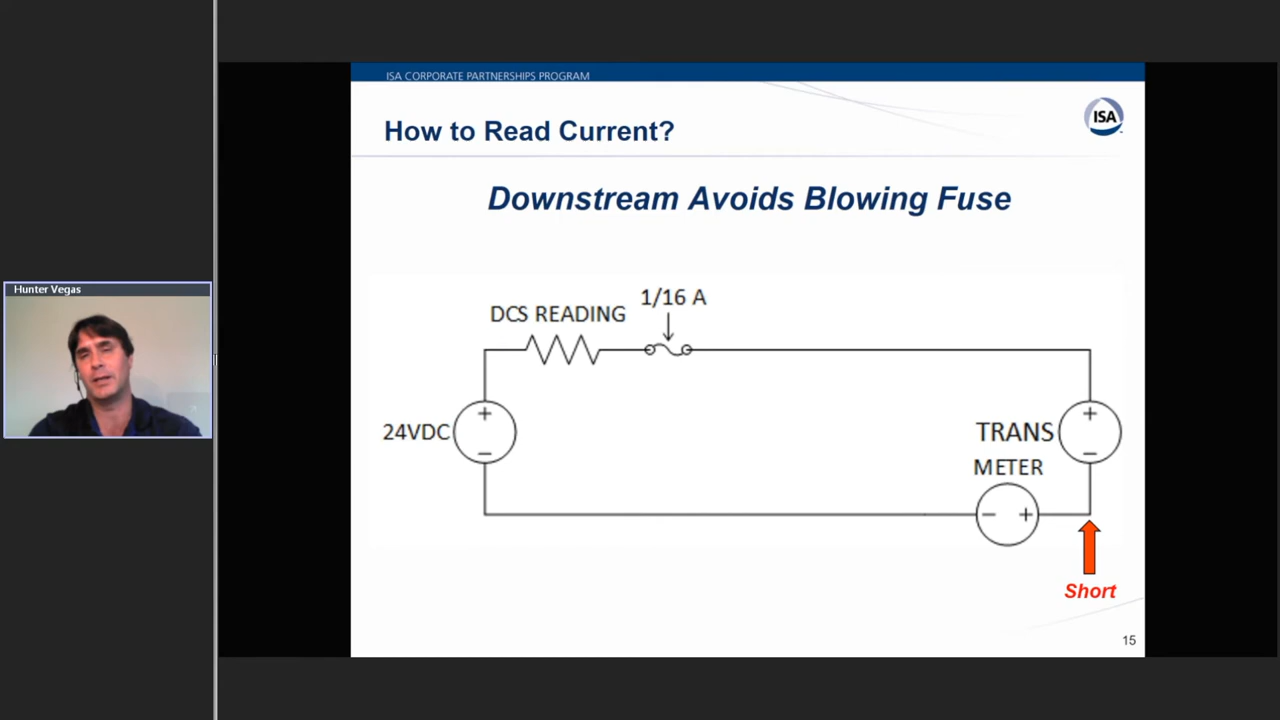 Hunter Vegas
ISA CORPORATE PARTNERSHIPS PROGRAM
ISA
How to Read Current?
Downstream Avoids Blowing Fuse
1/16 A
DCS READING
+
24VDC
−
+
TRANS
−
METER
− +
Short
15